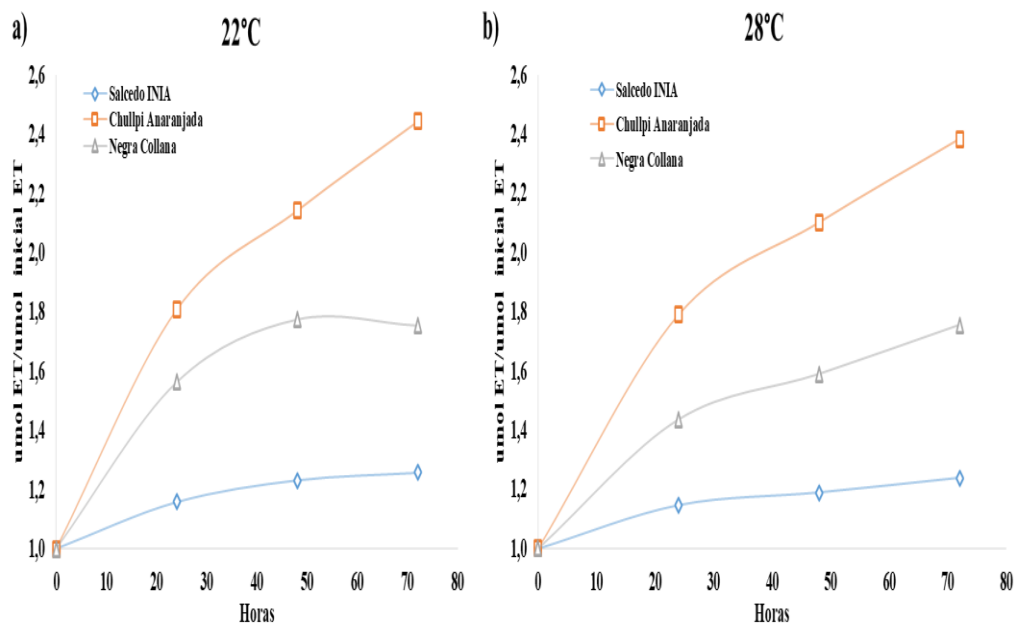 a)
22°C
2,6
2,4
2,2
2,0
1,8
1,6
1,4
1,2
1,0
umol ET/umol inicial ET
Salcedo INIA
Chullpi Anaranjada
Negra Collana
0 10 20 30 40 50 60 70 80
Horas
b)
28°C
2,6
2,4
2,2
2,0
1,8
1,6
1,4
1,2
1,0
umol ET/umol inicial ET
Salcedo INIA
Chullpi Anaranjada
Negra Collana
0 10 20 30 40 50 60 70 80
Horas